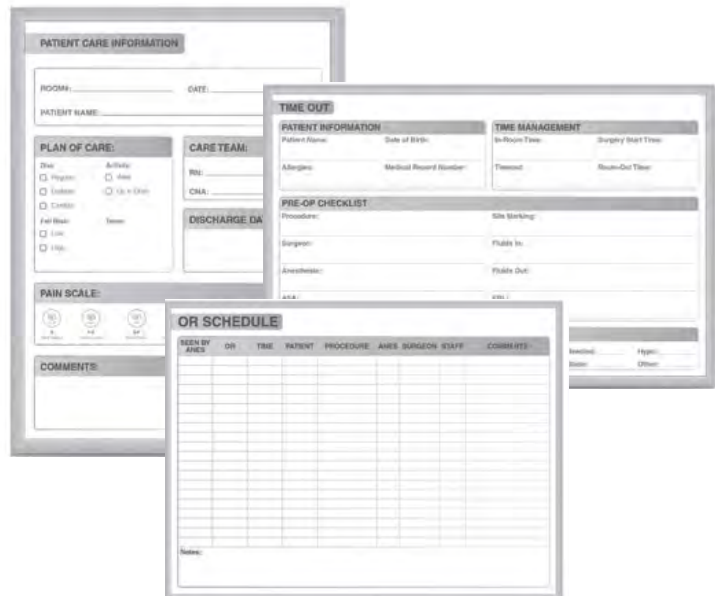 PATIENT CARE INFORMATION
ROOM#:
DATE:
PATIENT NAME:
PLAN OF CARE:
Diet:
Activity:
Regular
Diabetic
Cardiac
Fall Risk:
Low
High
CARE TEAM:
RN:
CNA:
DISCHARGE DA
PAIN SCALE:
COMMENTS:
TIME OUT
PATIENT INFORMATION
Patient Name:
Date of Birth:
Allergies:
Medical Record Number:
TIME MANAGEMENT
In-Room Time:
Surgery Start Time:
Timeout:
Room-Out Time:
PRE-OP CHECKLIST
Procedure:
Site Marking:
Surgeon:
Fluids In:
Anesthesia:
Fluids Out:
ASA:
EBL:
Hypo:
Other:
OR SCHEDULE
SEEN BY ANES
OR
TIME
PATIENT
PROCEDURE
ANES
SURGEON
STAFF
COMMENTS
Notes: